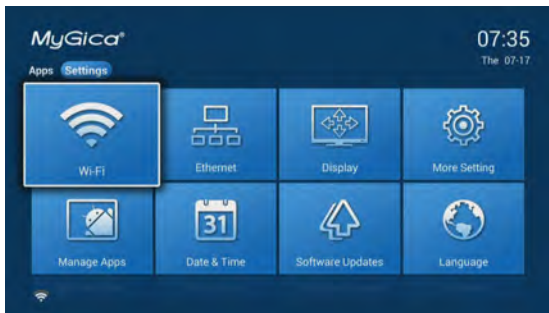 MyGica®
07:35
The 07-17
Apps Settings
Wi-Fi Ethernet Display More Setting
31
Manage Apps Date & Time Software Updates Language